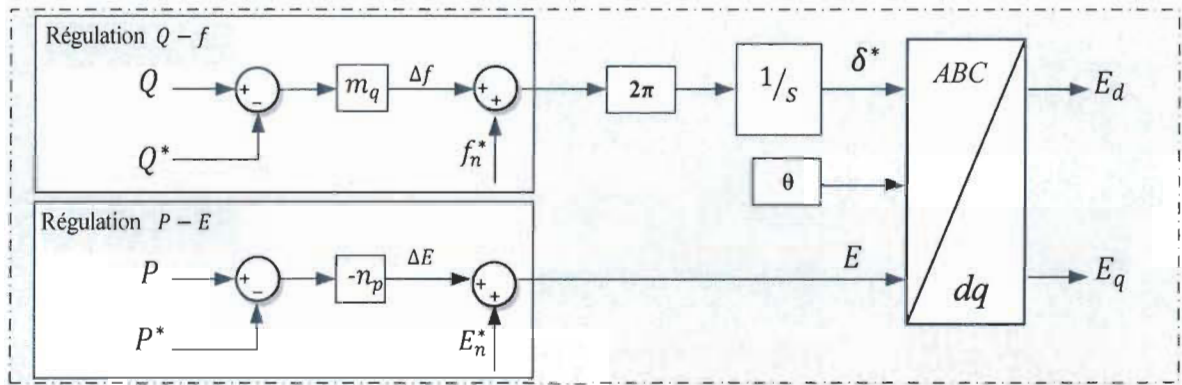 Régulation Q − f
Q
+
−
m_q
Δf
+
+
Q*
f_n*
2π
1/s
δ*
ABC
E_d
θ
Régulation P − E
P
+
−
-n_p
ΔE
+
+
E
dq
E_q
P*
E_n*